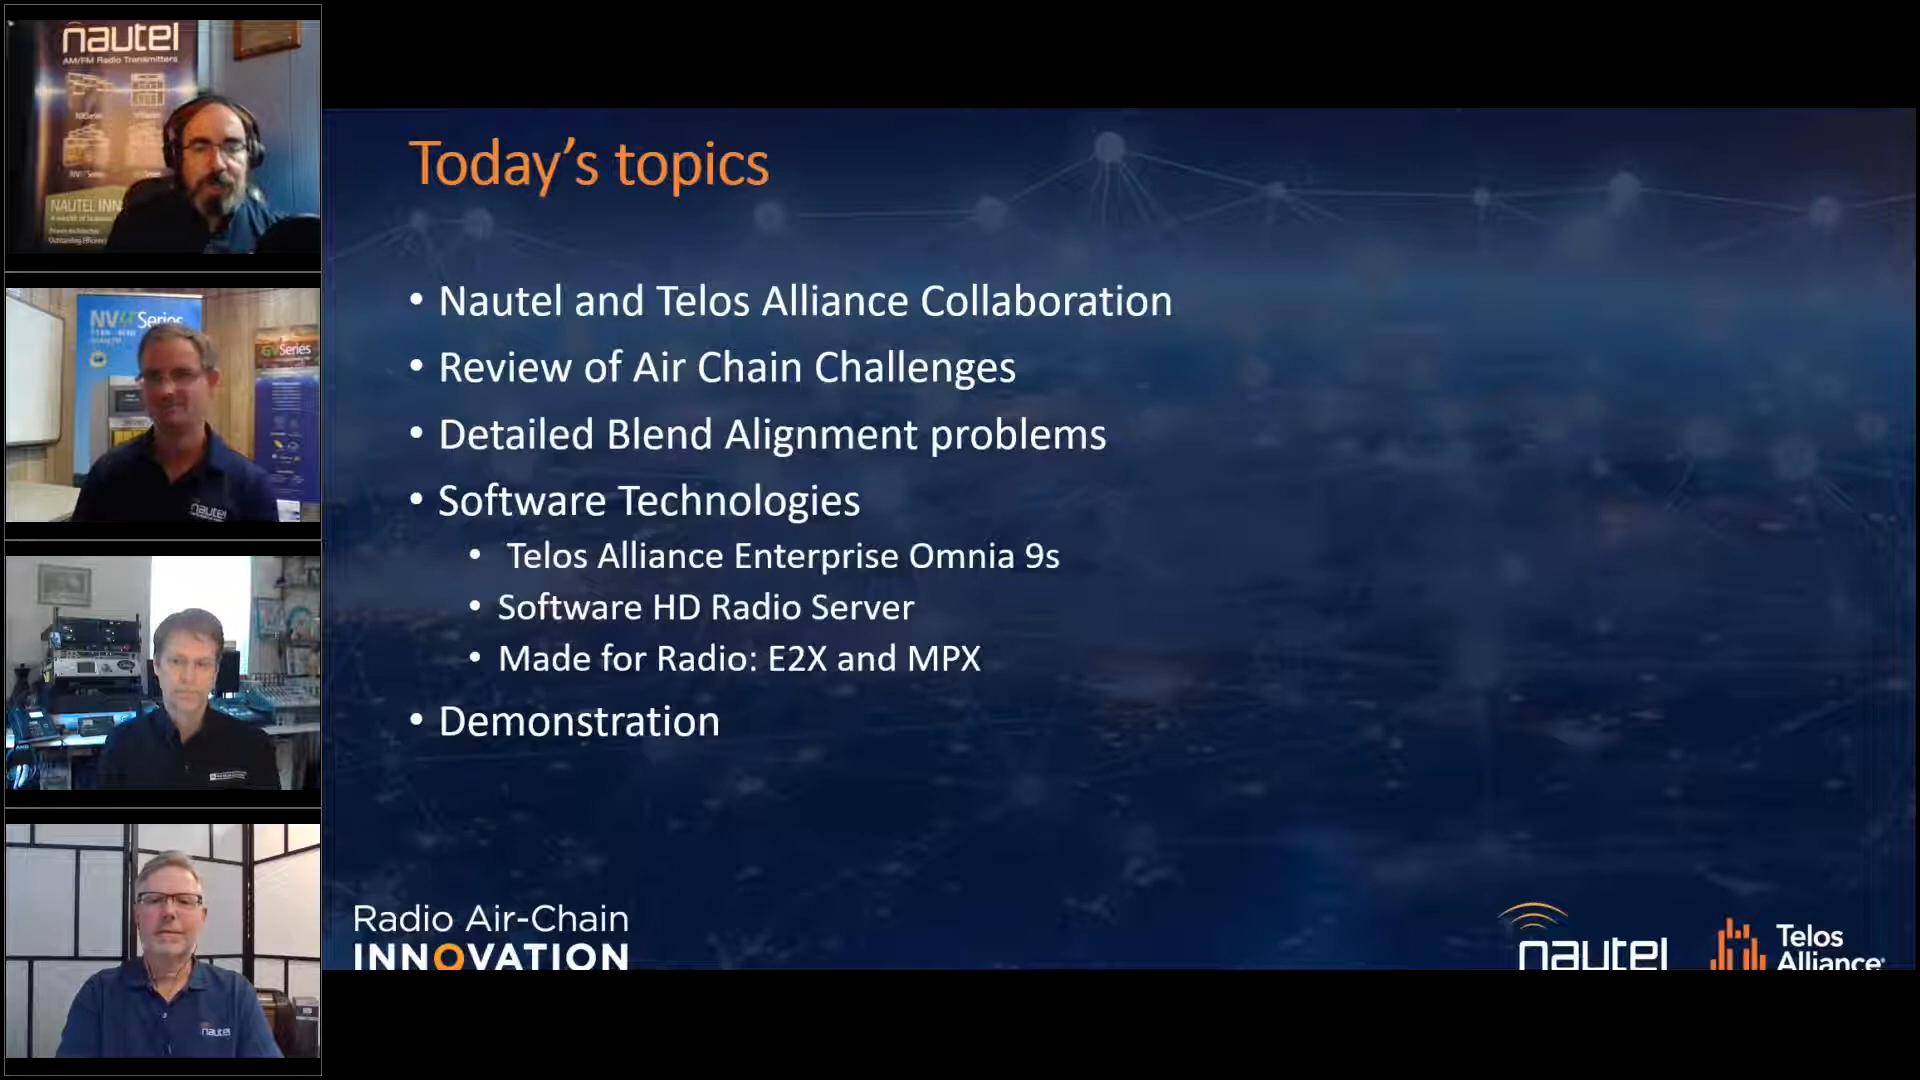 nautel
AM/FM Radio Transmitters
NAUTEL INN
NV Series
GV Series
nautel
nautel
Today's topics
• Nautel and Telos Alliance Collaboration
• Review of Air Chain Challenges
• Detailed Blend Alignment problems
• Software Technologies
• Telos Alliance Enterprise Omnia 9s
• Software HD Radio Server
• Made for Radio: E2X and MPX
• Demonstration
Radio Air-Chain
INNOVATION
nautel
Telos
Alliance